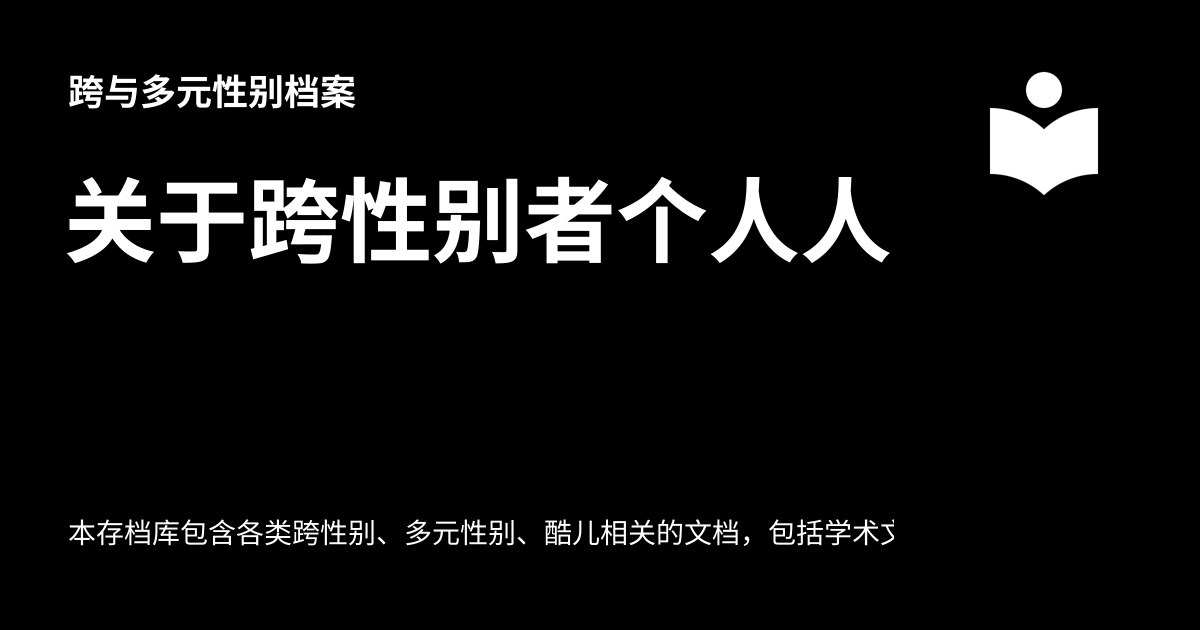 跨与多元性别档案
关于跨性别者个人人
本存档库包含各类跨性别、多元性别、酷儿相关的文档，包括学术文